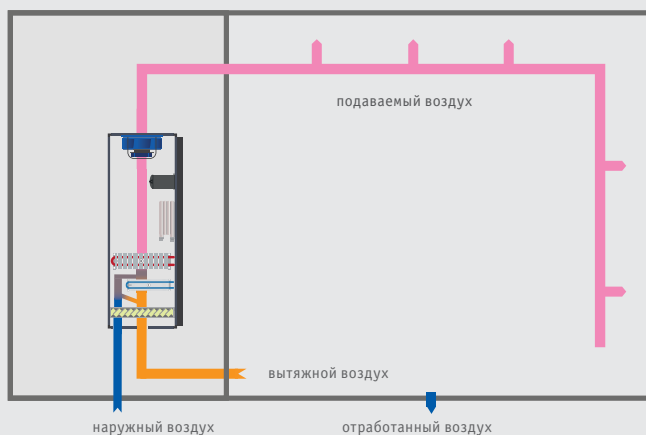 подаваемый воздух
вытяжной воздух
наружный воздух
отработанный воздух